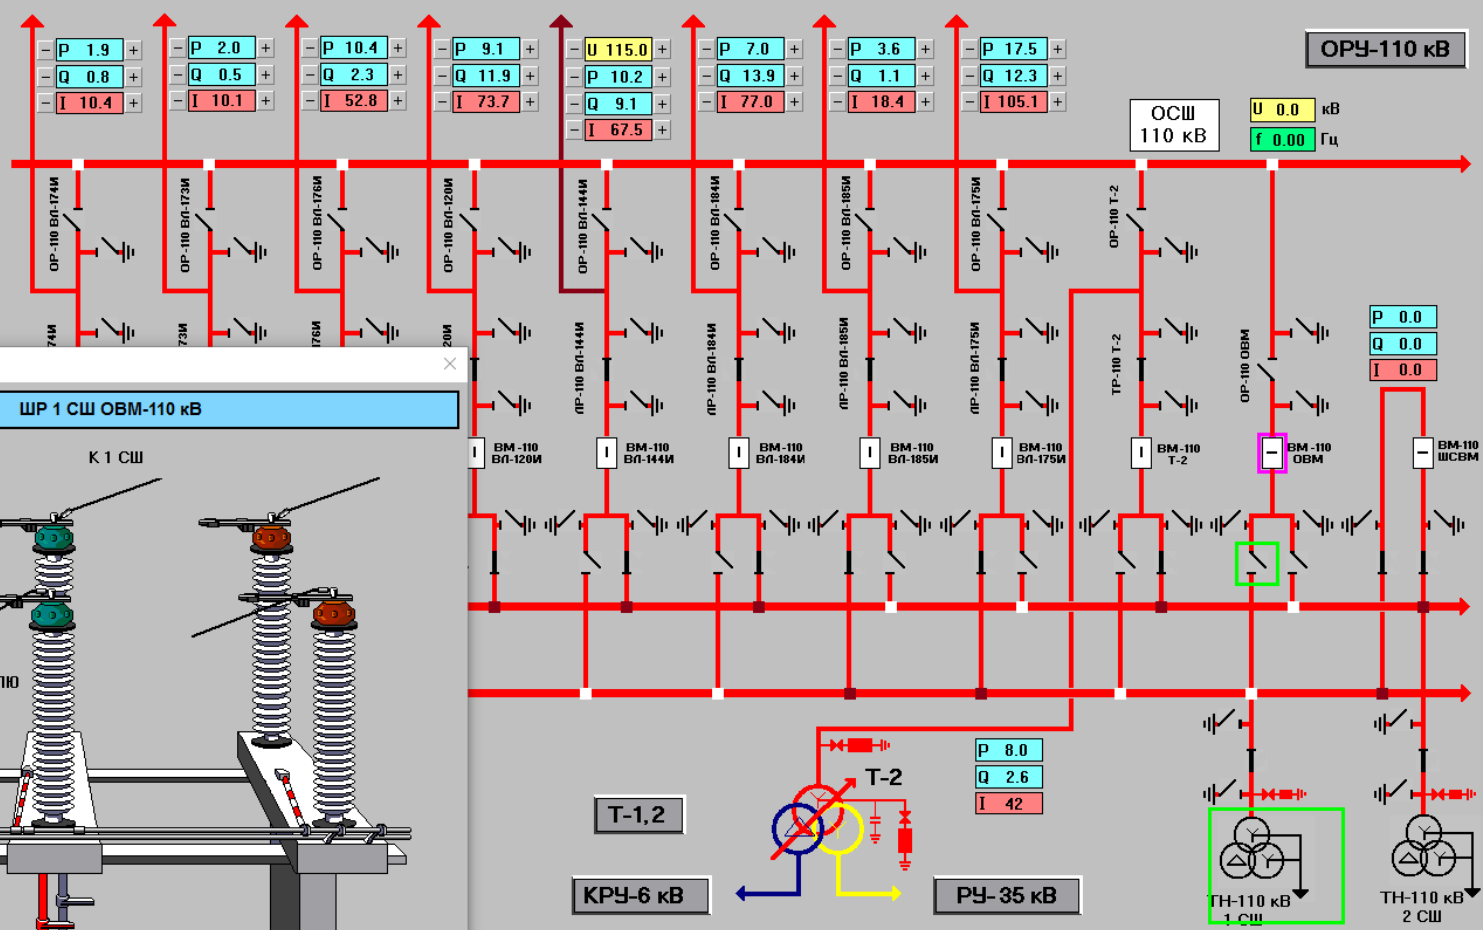 P 1.9
Q 0.8
I 10.4
P 2.0
Q 0.5
I 10.1
P 10.4
Q 2.3
I 52.8
P 9.1
Q 11.9
I 73.7
U 115.0
P 10.2
Q 9.1
I 67.5
P 7.0
Q 13.9
I 77.0
P 3.6
Q 1.1
I 18.4
P 17.5
Q 12.3
I 105.1
ОРУ-110 кВ
ОСШ
110 кВ
U 0.0 кВ
f 0.00 Гц
ОР-110 ВЛ-174И
ОР-110 ВЛ-173И
ОР-110 ВЛ-176И
ОР-110 ВЛ-120И
ОР-110 ВЛ-144И
ОР-110 ВЛ-184И
ОР-110 ВЛ-185И
ОР-110 ВЛ-175И
ОР-110 Т-2
74И
73И
176И
20И
ЛР-110 ВЛ-144И
ЛР-110 ВЛ-184И
ЛР-110 ВЛ-185И
ЛР-110 ВЛ-175И
ТР-110 Т-2
ОР-110 ОВМ
P 0.0
Q 0.0
I 0.0
ШР 1 СШ ОВМ-110 кВ
К 1 СШ
ЛЮ
ВМ-110
ВЛ-120И
ВМ-110
ВЛ-144И
ВМ-110
ВЛ-184И
ВМ-110
ВЛ-185И
ВМ-110
ВЛ-175И
ВМ-110
Т-2
ВМ-110
ОВМ
ВМ-110
ШСВМ
P 8.0
Q 2.6
I 42
Т-2
Т-1,2
КРУ-6 кВ
РУ-35 кВ
ТН-110 кВ
1 СШ
ТН-110 кВ
2 СШ